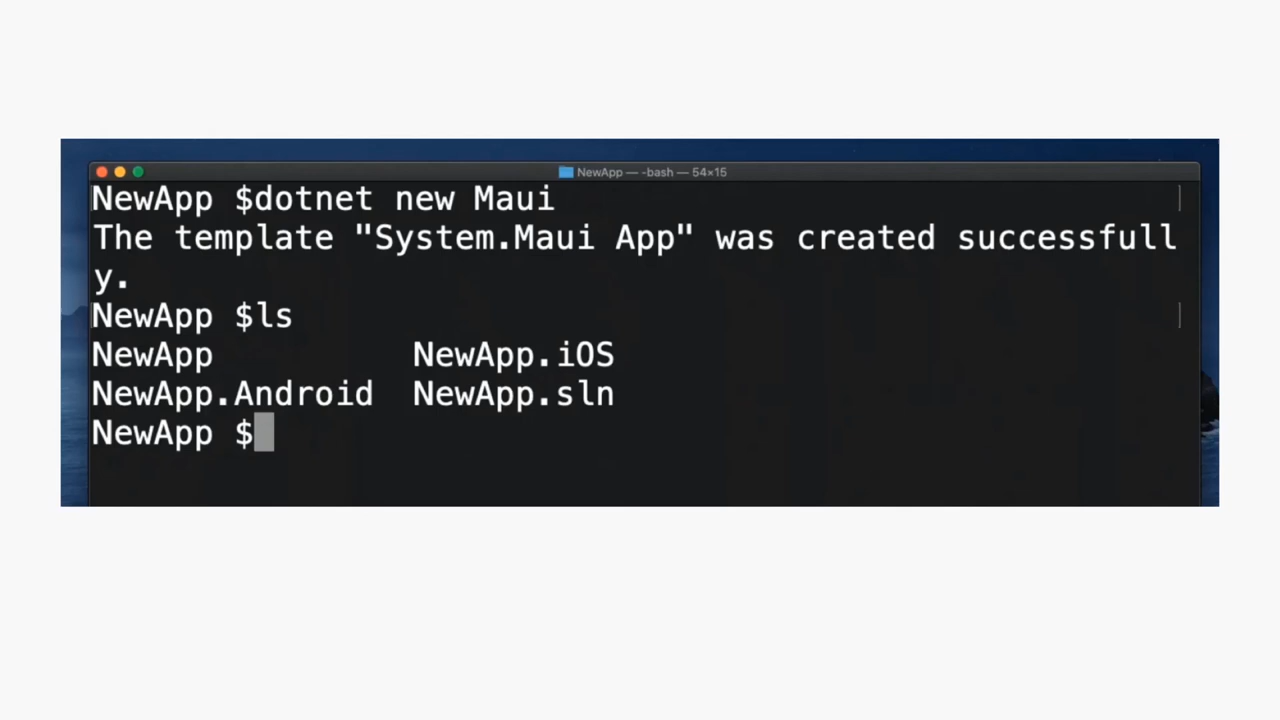 NewApp — -bash — 54×15
NewApp $dotnet new Maui
The template "System.Maui App" was created successfull
y.
NewApp $ls
NewApp NewApp.iOS
NewApp.Android NewApp.sln
NewApp $